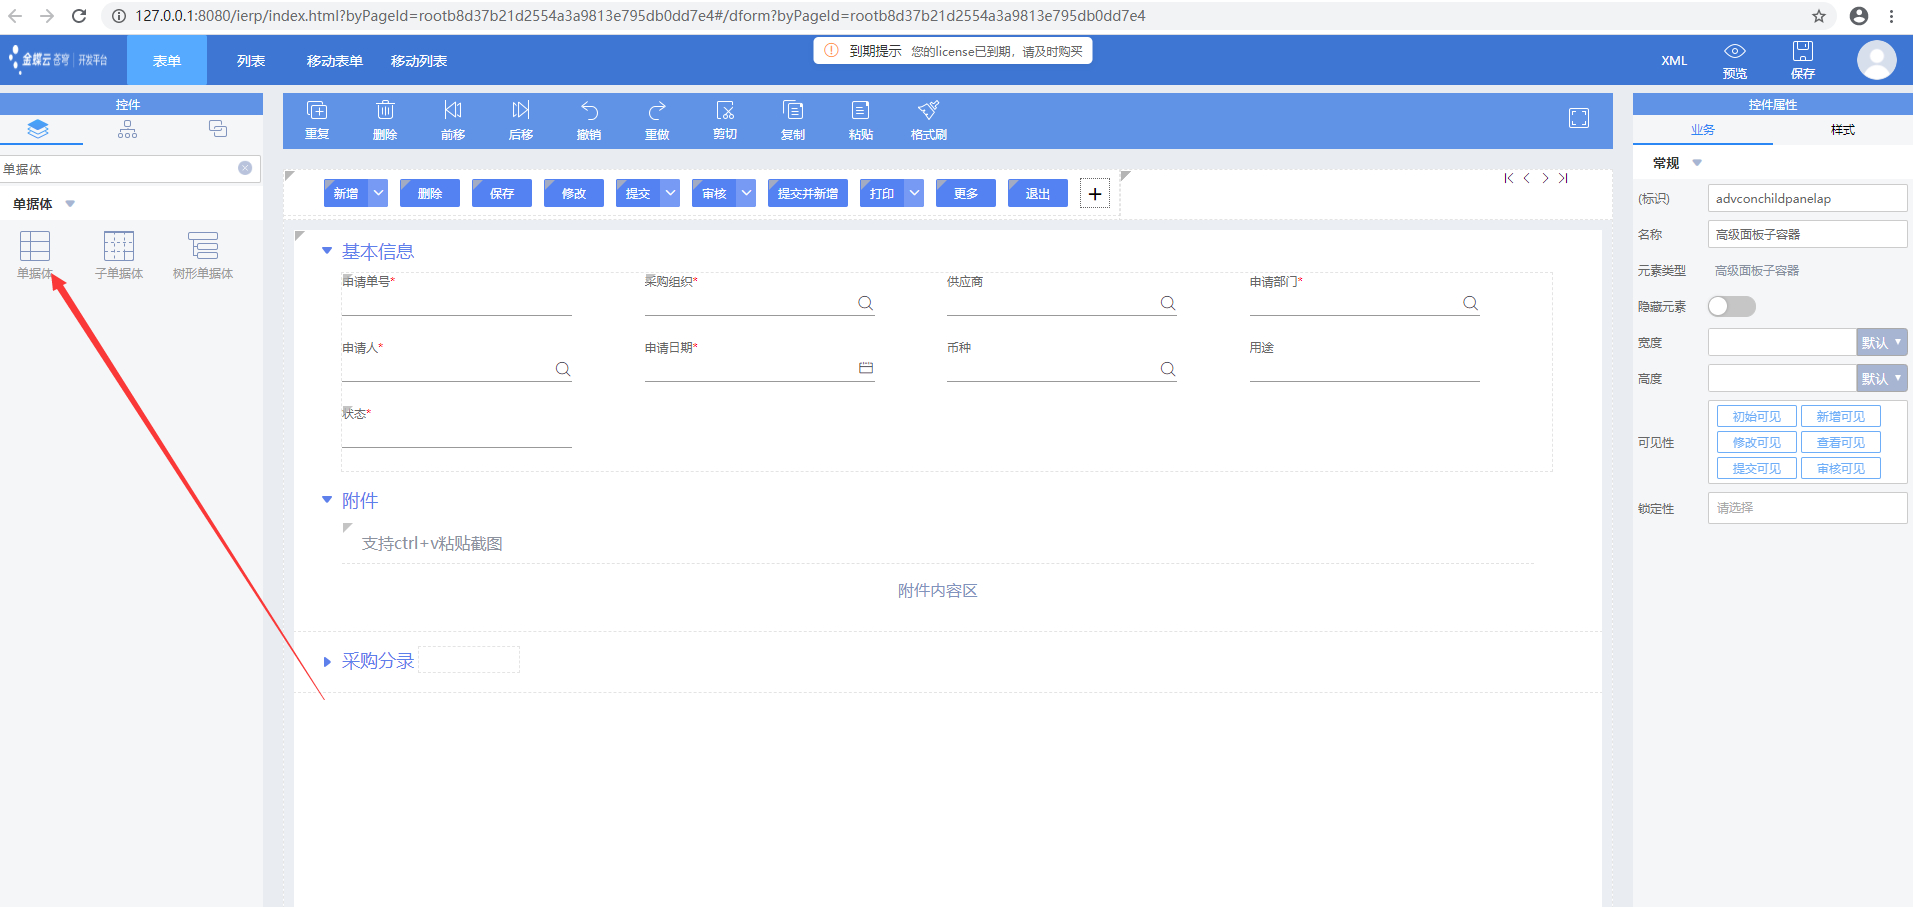 127.0.0.1:8080/ierp/index.html?byPageId=rootb8d37b21d2554a3a9813e795db0dd7e4#/dform?byPageId=rootb8d37b21d2554a3a9813e795db0dd7e4
金蝶云 苍穹 | 开发平台
表单
列表
移动表单
移动列表
到期提示 您的license已到期，请及时购买
XML
预览
保存
控件
单据体
单据体
单据体
子单据体
树形单据体
重复
删除
前移
后移
撤销
重做
剪切
复制
粘贴
格式刷
新增
删除
保存
修改
提交
审核
提交并新增
打印
更多
退出
基本信息
申请单号*
采购组织*
供应商
申请部门*
申请人*
申请日期*
币种
用途
状态*
附件
支持ctrl+v粘贴截图
附件内容区
采购分录
控件属性
业务
样式
常规
(标识)
advconchildpanelap
名称
高级面板子容器
元素类型
高级面板子容器
隐藏元素
宽度
默认
高度
默认
可见性
初始可见
新增可见
修改可见
查看可见
提交可见
审核可见
锁定性
请选择